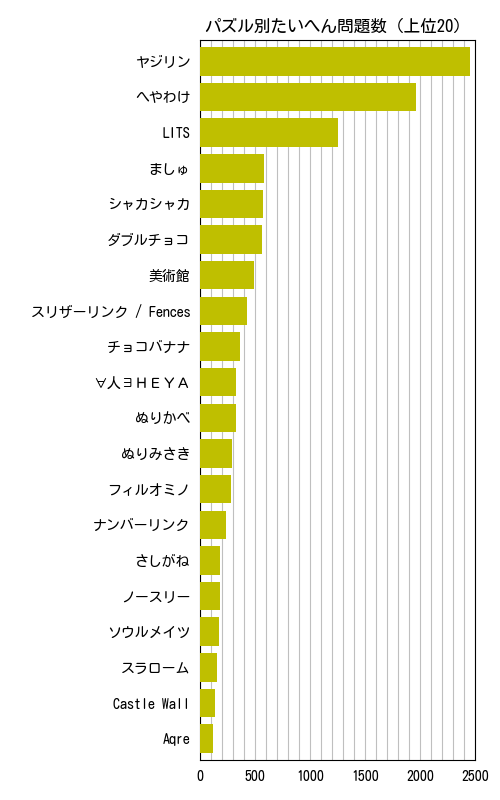 パズル別たいへん問題数 (上位20)
ヤジリン
へやわけ
LITS
ましゅ
シャカシャカ
ダブルチョコ
美術館
スリザーリンク / Fences
チョコバナナ
∀人∃ＨＥＹＡ
ぬりかべ
ぬりみさき
フィルオミノ
ナンバーリンク
さしがね
ノースリー
ソウルメイツ
スラローム
Castle Wall
Aqre
0 500 1000 1500 2000 2500